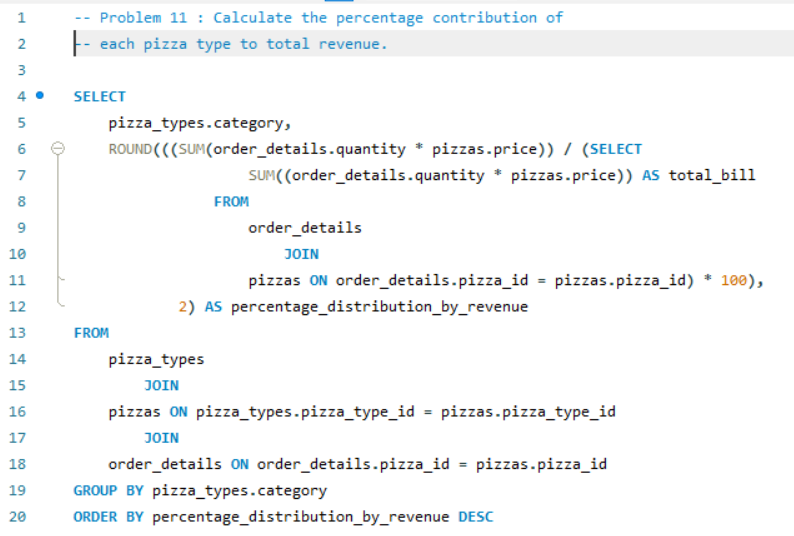 1 -- Problem 11 : Calculate the percentage contribution of
2 -- each pizza type to total revenue.
3
4 SELECT
5 pizza_types.category,
6 ROUND(((SUM(order_details.quantity * pizzas.price)) / (SELECT
7 SUM((order_details.quantity * pizzas.price)) AS total_bill
8 FROM
9 order_details
10 JOIN
11 pizzas ON order_details.pizza_id = pizzas.pizza_id) * 100),
12 2) AS percentage_distribution_by_revenue
13 FROM
14 pizza_types
15 JOIN
16 pizzas ON pizza_types.pizza_type_id = pizzas.pizza_type_id
17 JOIN
18 order_details ON order_details.pizza_id = pizzas.pizza_id
19 GROUP BY pizza_types.category
20 ORDER BY percentage_distribution_by_revenue DESC